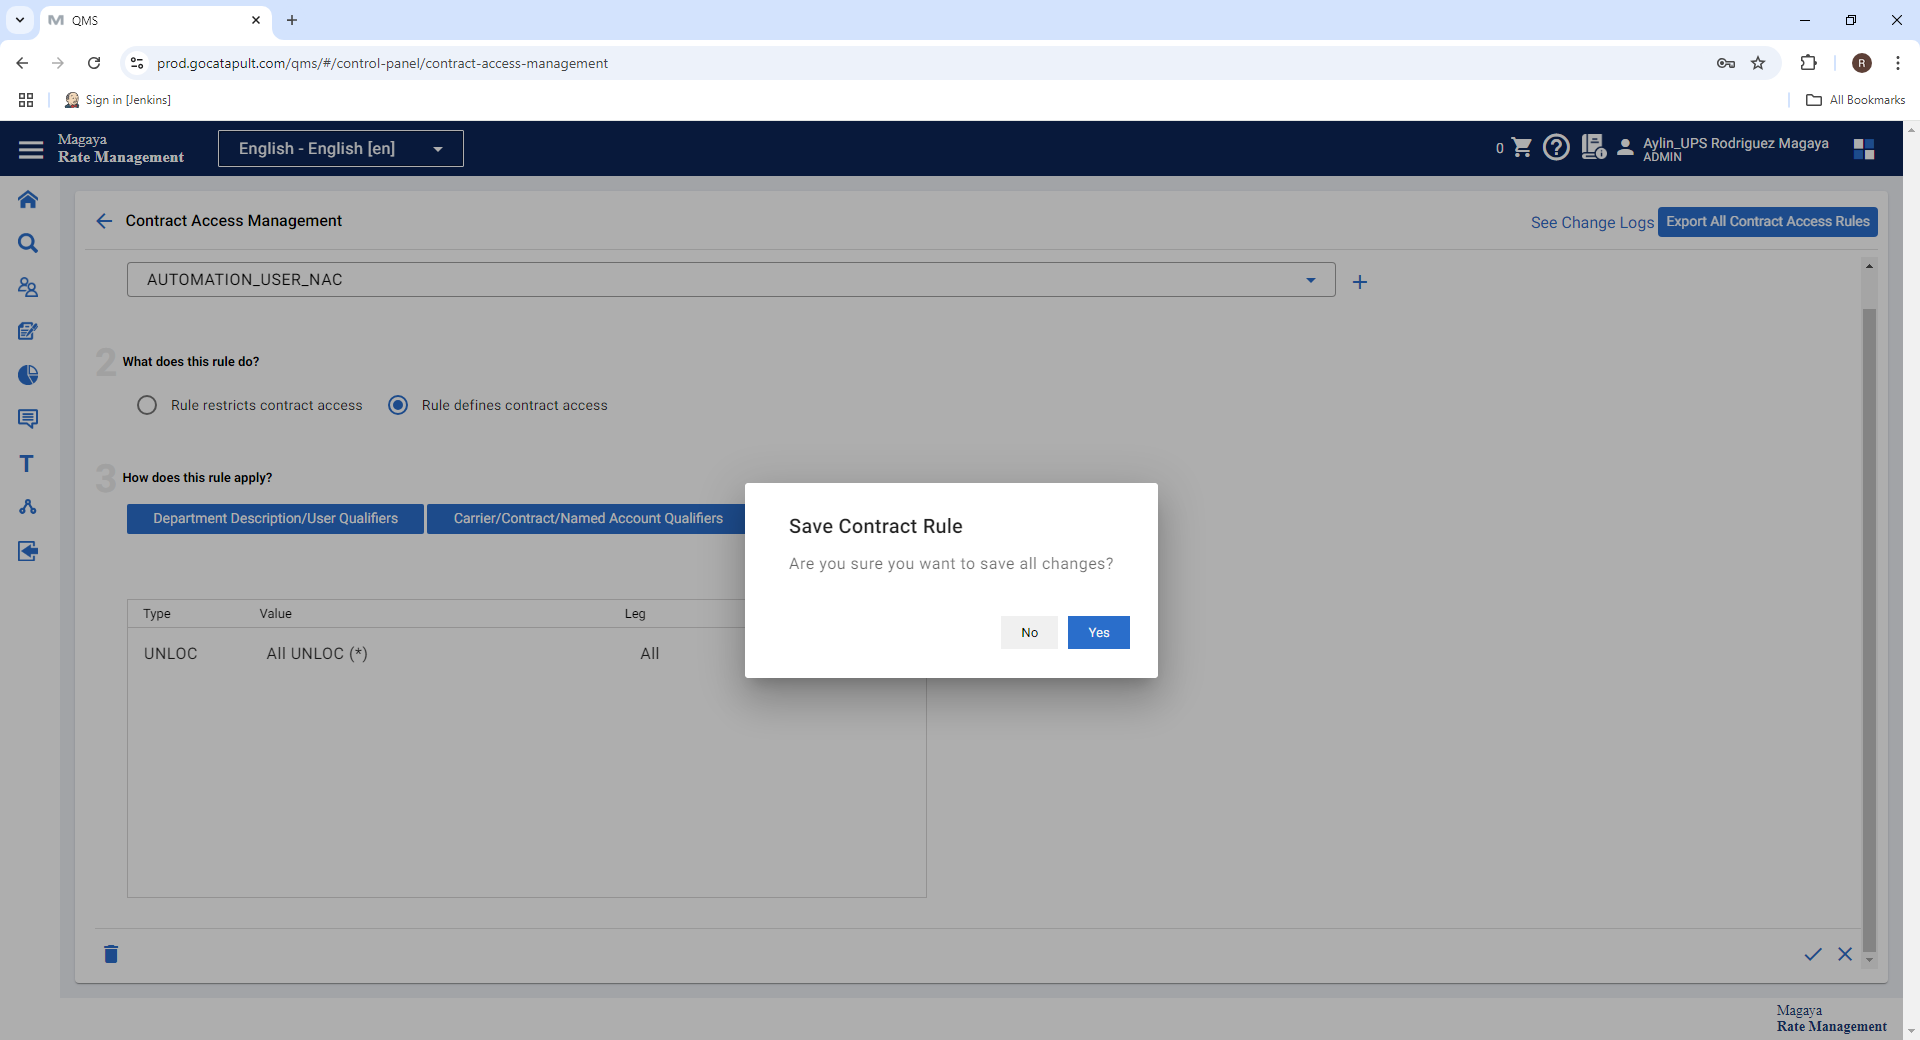 QMS
prod.gocatapult.com/qms/#/control-panel/contract-access-management
R
Sign in [Jenkins]
All Bookmarks
Magaya
Rate Management
English - English [en]
0
Aylin_UPS Rodriguez Magaya
ADMIN
Contract Access Management
See Change Logs
Export All Contract Access Rules
AUTOMATION_USER_NAC
2 What does this rule do?
Rule restricts contract access
Rule defines contract access
3 How does this rule apply?
Department Description/User Qualifiers
Carrier/Contract/Named Account Qualifiers
Type Value Leg
UNLOC All UNLOC (*) All
Save Contract Rule
Are you sure you want to save all changes?
No
Yes
T
Magaya
Rate Management